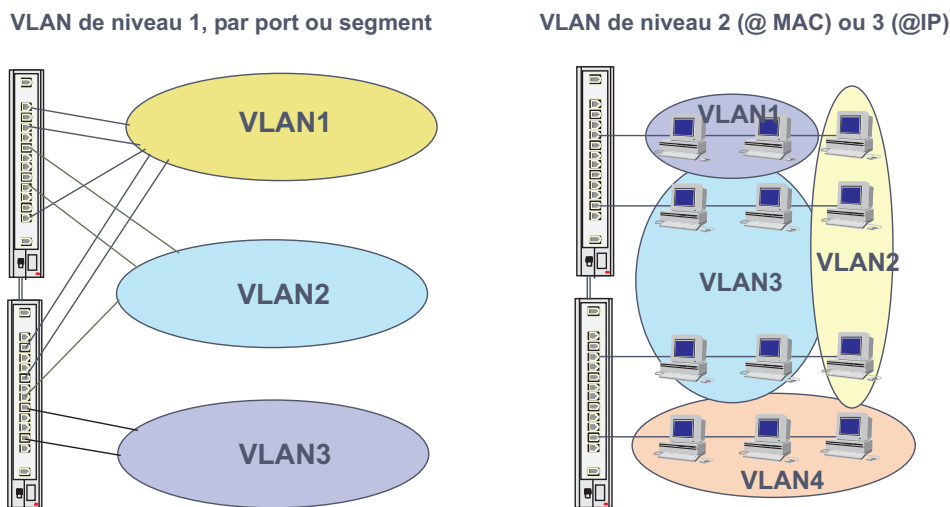 VLAN de niveau 1, par port ou segment
VLAN1
VLAN2
VLAN3
VLAN de niveau 2 (@ MAC) ou 3 (@IP)
VLAN1
VLAN2
VLAN3
VLAN4